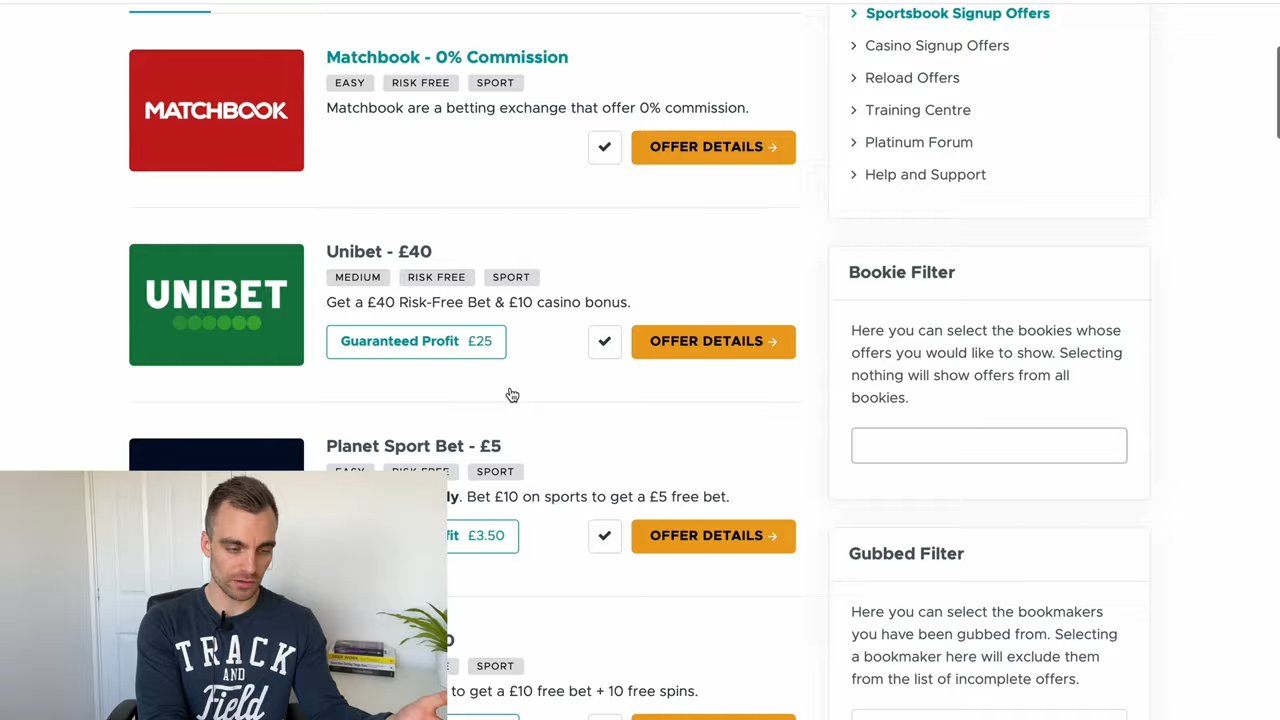 MATCHBOOK
Matchbook - 0% Commission
EASY
RISK FREE
SPORT
Matchbook are a betting exchange that offer 0% commission.
OFFER DETAILS →
UNIBET
Unibet - £40
MEDIUM
RISK FREE
SPORT
Get a £40 Risk-Free Bet & £10 casino bonus.
Guaranteed Profit £25
OFFER DETAILS →
Planet Sport Bet - £5
EASY
RISK FREE
SPORT
ly. Bet £10 on sports to get a £5 free bet.
fit £3.50
OFFER DETAILS →
SPORT
to get a £10 free bet + 10 free spins.
TRACK
AND
Field
Sportsbook Signup Offers
Casino Signup Offers
Reload Offers
Training Centre
Platinum Forum
Help and Support
Bookie Filter
Here you can select the bookies whose
offers you would like to show. Selecting
nothing will show offers from all
bookies.
Gubbed Filter
Here you can select the bookmakers
you have been gubbed from. Selecting
a bookmaker here will exclude them
from the list of incomplete offers.